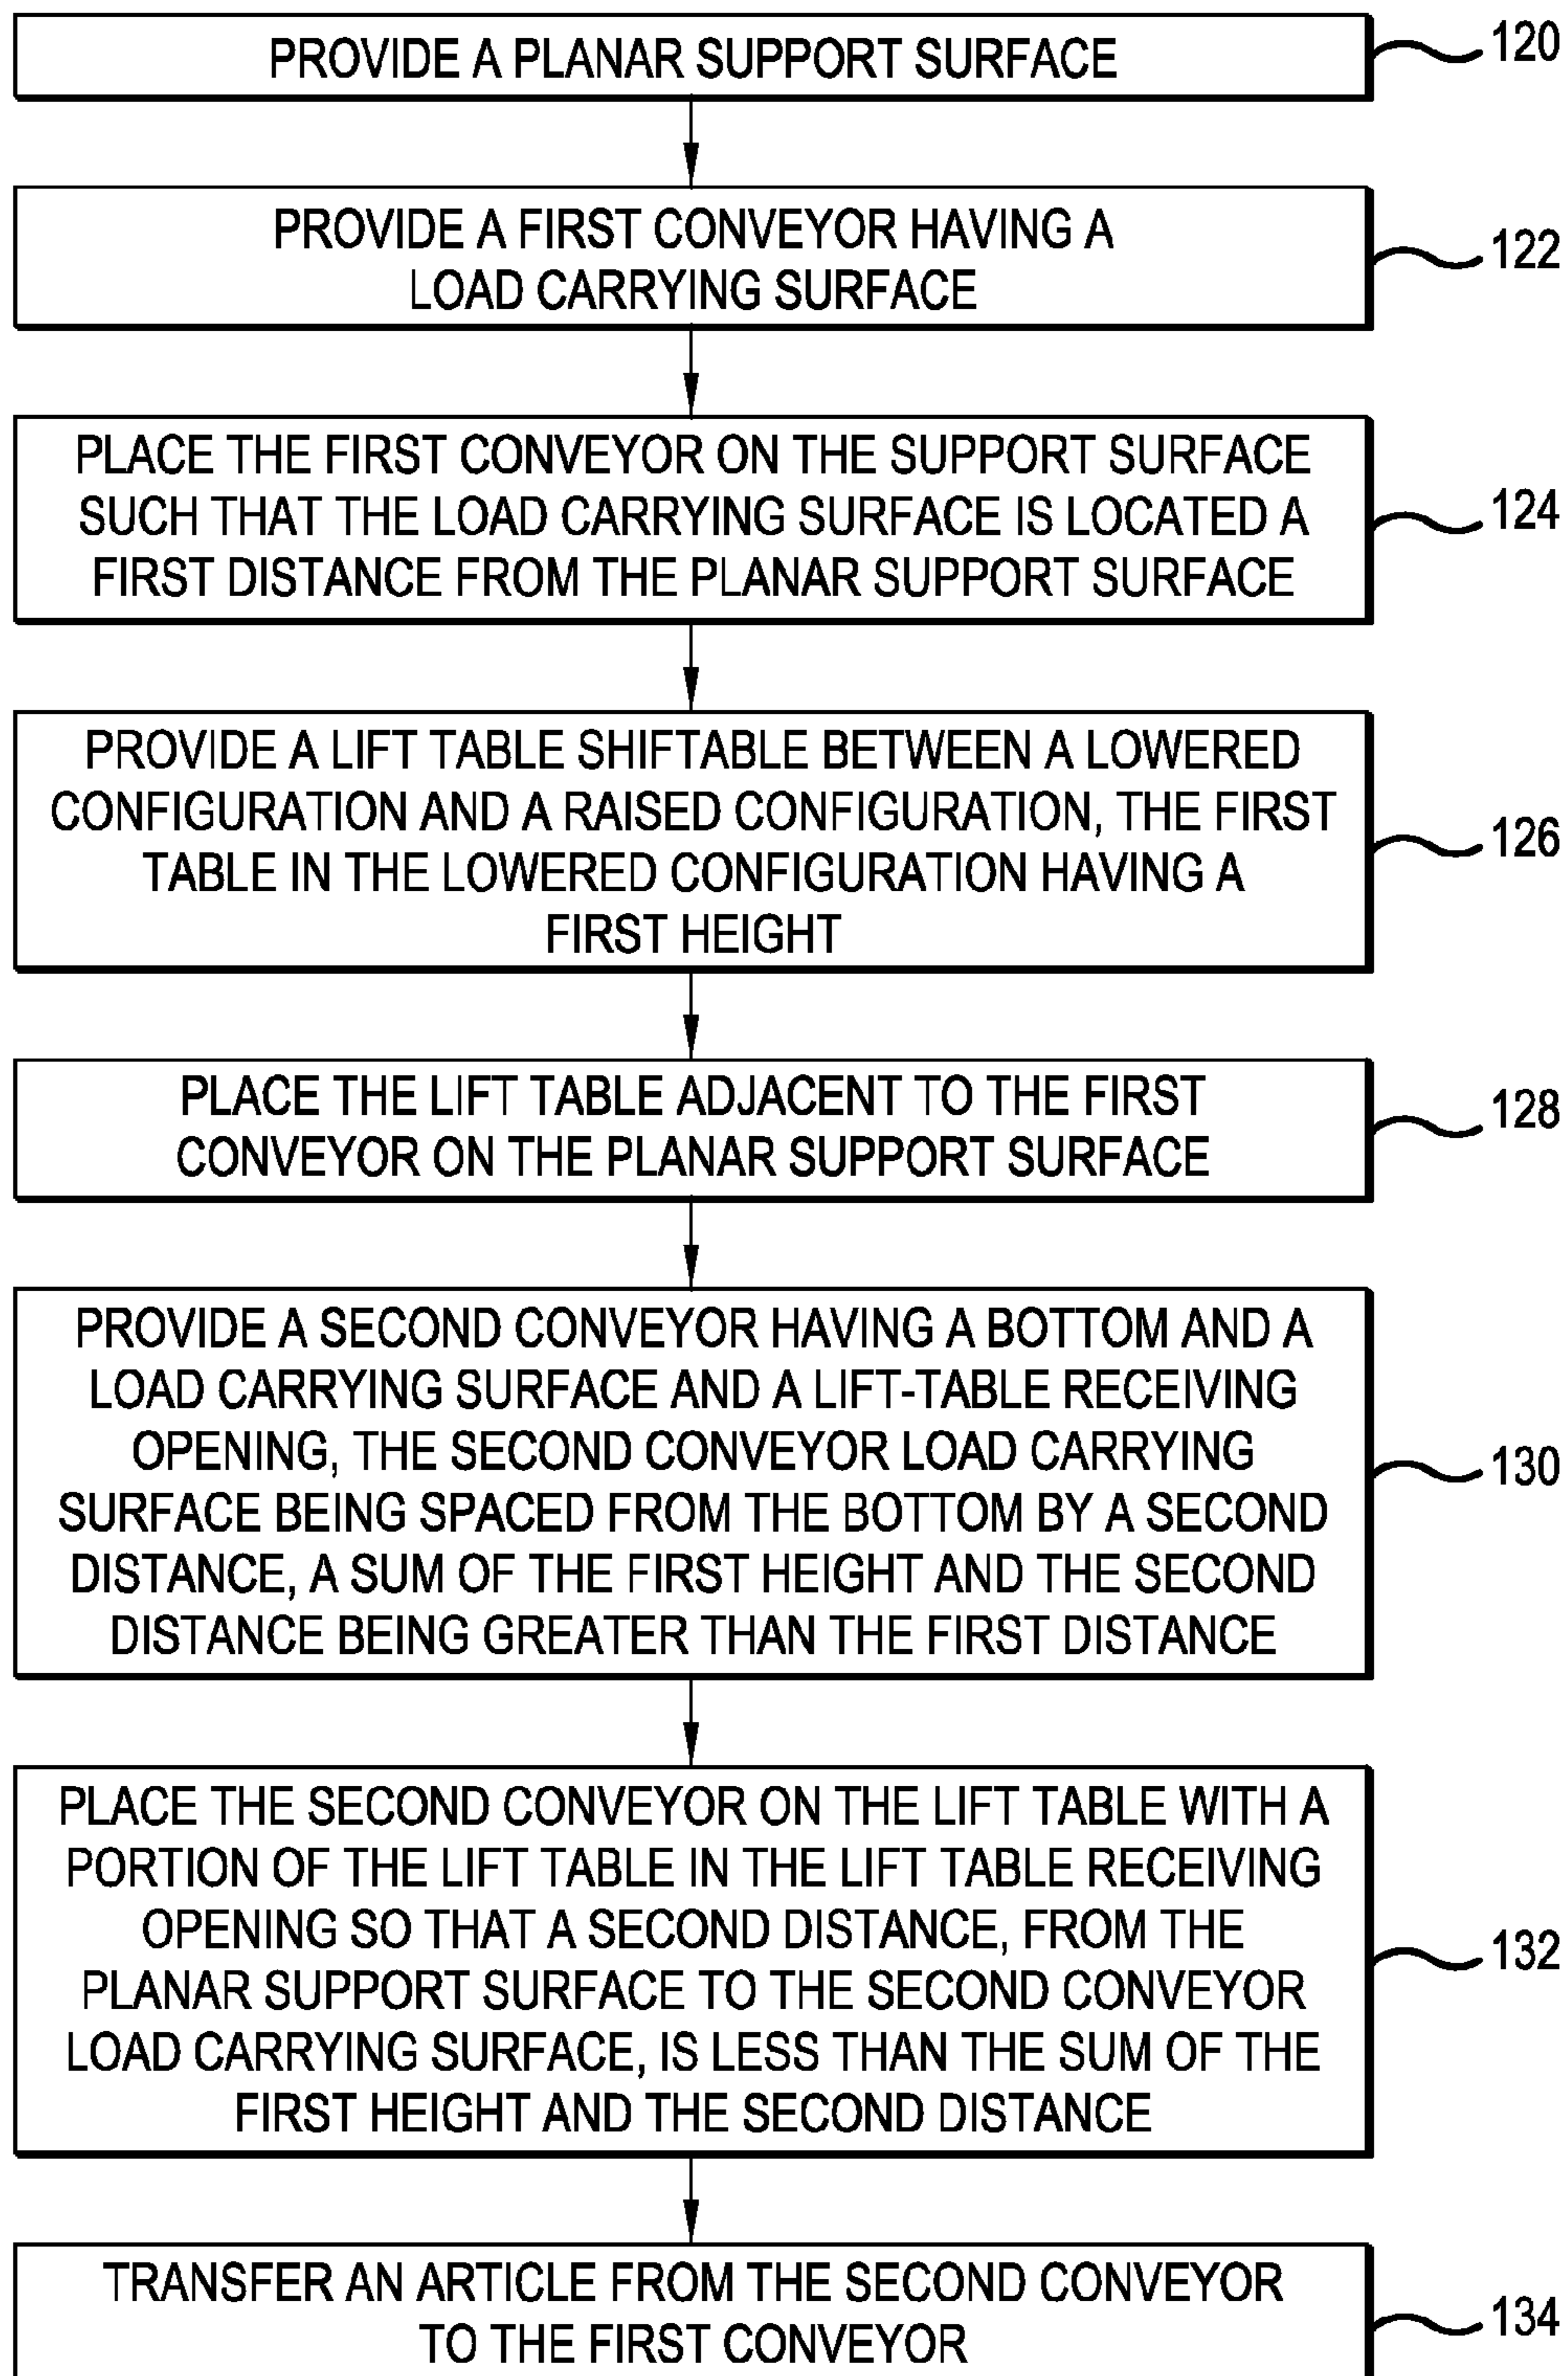 PROVIDE A PLANAR SUPPORT SURFACE
120
PROVIDE A FIRST CONVEYOR HAVING A
LOAD CARRYING SURFACE
122
PLACE THE FIRST CONVEYOR ON THE SUPPORT SURFACE
SUCH THAT THE LOAD CARRYING SURFACE IS LOCATED A
FIRST DISTANCE FROM THE PLANAR SUPPORT SURFACE
124
PROVIDE A LIFT TABLE SHIFTABLE BETWEEN A LOWERED
CONFIGURATION AND A RAISED CONFIGURATION, THE FIRST
TABLE IN THE LOWERED CONFIGURATION HAVING A
FIRST HEIGHT
126
PLACE THE LIFT TABLE ADJACENT TO THE FIRST
CONVEYOR ON THE PLANAR SUPPORT SURFACE
128
PROVIDE A SECOND CONVEYOR HAVING A BOTTOM AND A
LOAD CARRYING SURFACE AND A LIFT-TABLE RECEIVING
OPENING, THE SECOND CONVEYOR LOAD CARRYING
SURFACE BEING SPACED FROM THE BOTTOM BY A SECOND
DISTANCE, A SUM OF THE FIRST HEIGHT AND THE SECOND
DISTANCE BEING GREATER THAN THE FIRST DISTANCE
130
PLACE THE SECOND CONVEYOR ON THE LIFT TABLE WITH A
PORTION OF THE LIFT TABLE IN THE LIFT TABLE RECEIVING
OPENING SO THAT A SECOND DISTANCE, FROM THE
PLANAR SUPPORT SURFACE TO THE SECOND CONVEYOR
LOAD CARRYING SURFACE, IS LESS THAN THE SUM OF THE
FIRST HEIGHT AND THE SECOND DISTANCE
132
TRANSFER AN ARTICLE FROM THE SECOND CONVEYOR
TO THE FIRST CONVEYOR
134